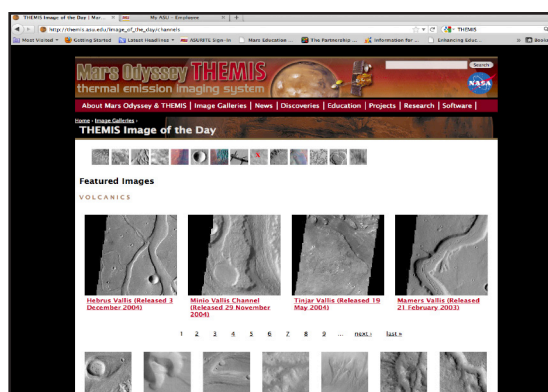 THEMIS Image of the Day | Mar...
My ASU - Employee
http://themis.asu.edu/image_of_the_day/channels
THEMIS
Most Visited
Getting Started
Latest Headlines
ASURITE Sign-In
Mars Education ...
The Partnership ...
Information for ...
Enhancing Educ...
Mars Odyssey THEMIS
thermal emission imaging system
Search
NASA
About Mars Odyssey & THEMIS | Image Galleries | News | Discoveries | Education | Projects | Research | Software |
Home › Image Galleries ›
THEMIS Image of the Day
Featured Images
VOLCANICS
Hebrus Vallis (Released 3 December 2004)
Minio Vallis Channel (Released 29 November 2004)
Tinjar Vallis (Released 19 May 2004)
Mamers Vallis (Released 21 February 2003)
1 2 3 4 5 6 7 8 9 ... next › last »